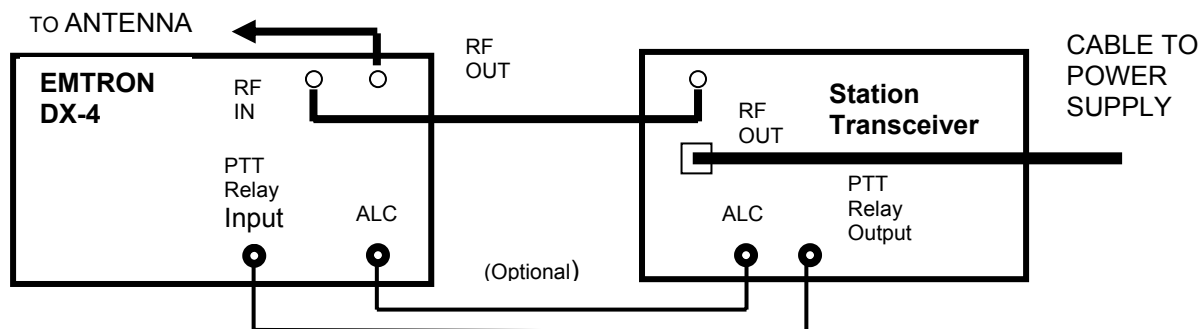 TO ANTENNA
EMTRON
DX-4
RF
IN
RF
OUT
PTT
Relay
Input
ALC
(Optional)
RF
OUT
Station
Transceiver
ALC
PTT
Relay
Output
CABLE TO
POWER
SUPPLY